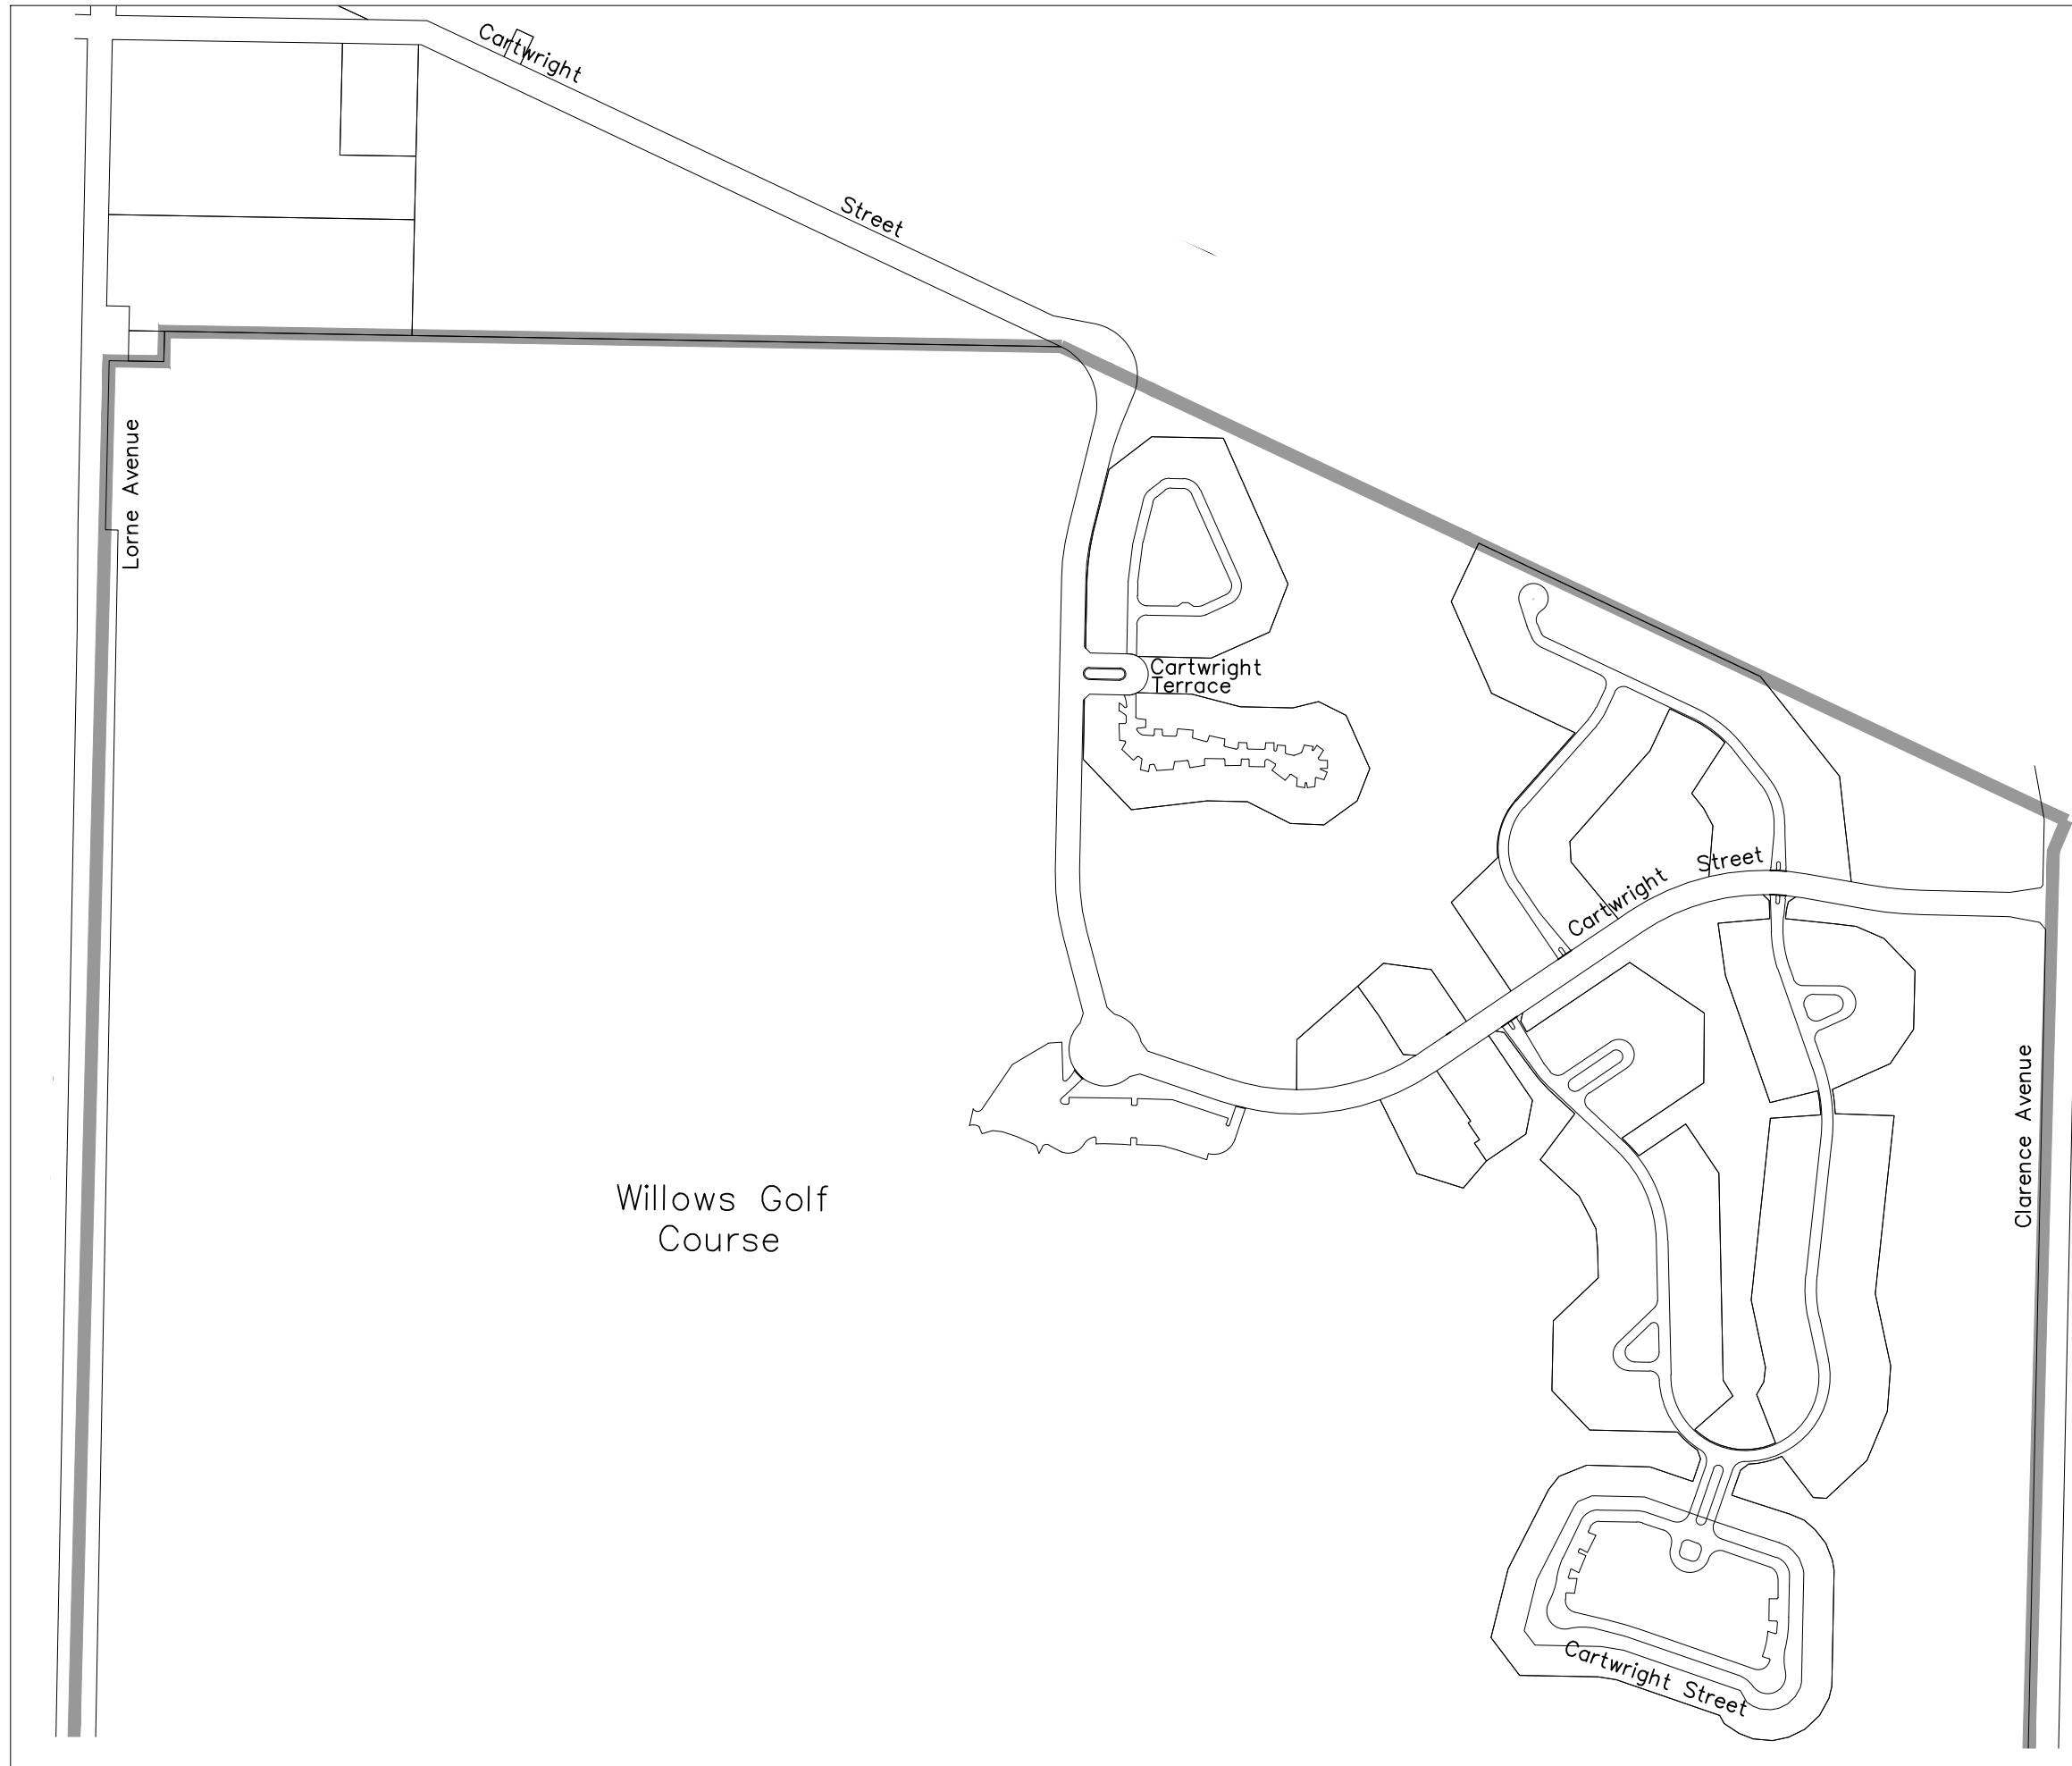 Cartwright
Street
Lorne Avenue
Cartwright
Terrace
Cartwright Street
Clarence Avenue
Willows Golf
Course
Cartwright Street